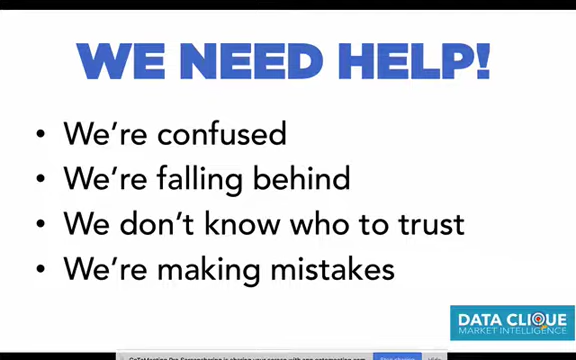 WE NEED HELP!
• We're confused
• We're falling behind
• We don't know who to trust
• We're making mistakes
DATA CLIQUE
MARKET INTELLIGENCE